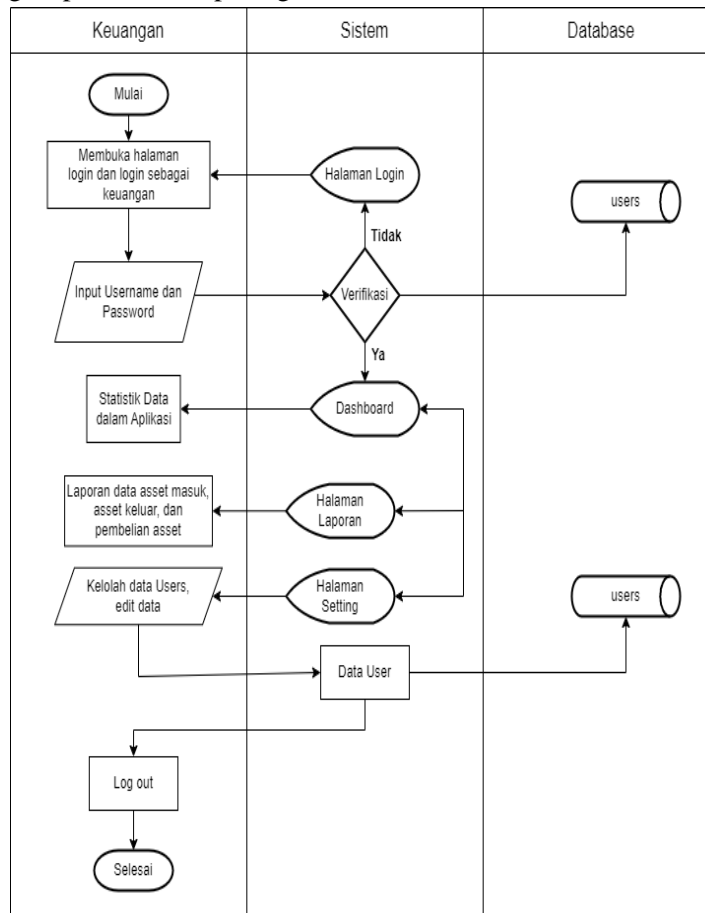 Keuangan
Sistem
Database
Mulai
Membuka halaman
login dan login sebagai
keuangan
Halaman Login
users
Tidak
Input Username dan
Password
Verifikasi
Ya
Statistik Data
dalam Aplikasi
Dashboard
Laporan data asset masuk,
asset keluar, dan
pembelian asset
Halaman
Laporan
Kelolah data Users,
edit data
Halaman
Setting
users
Data User
Log out
Selesai